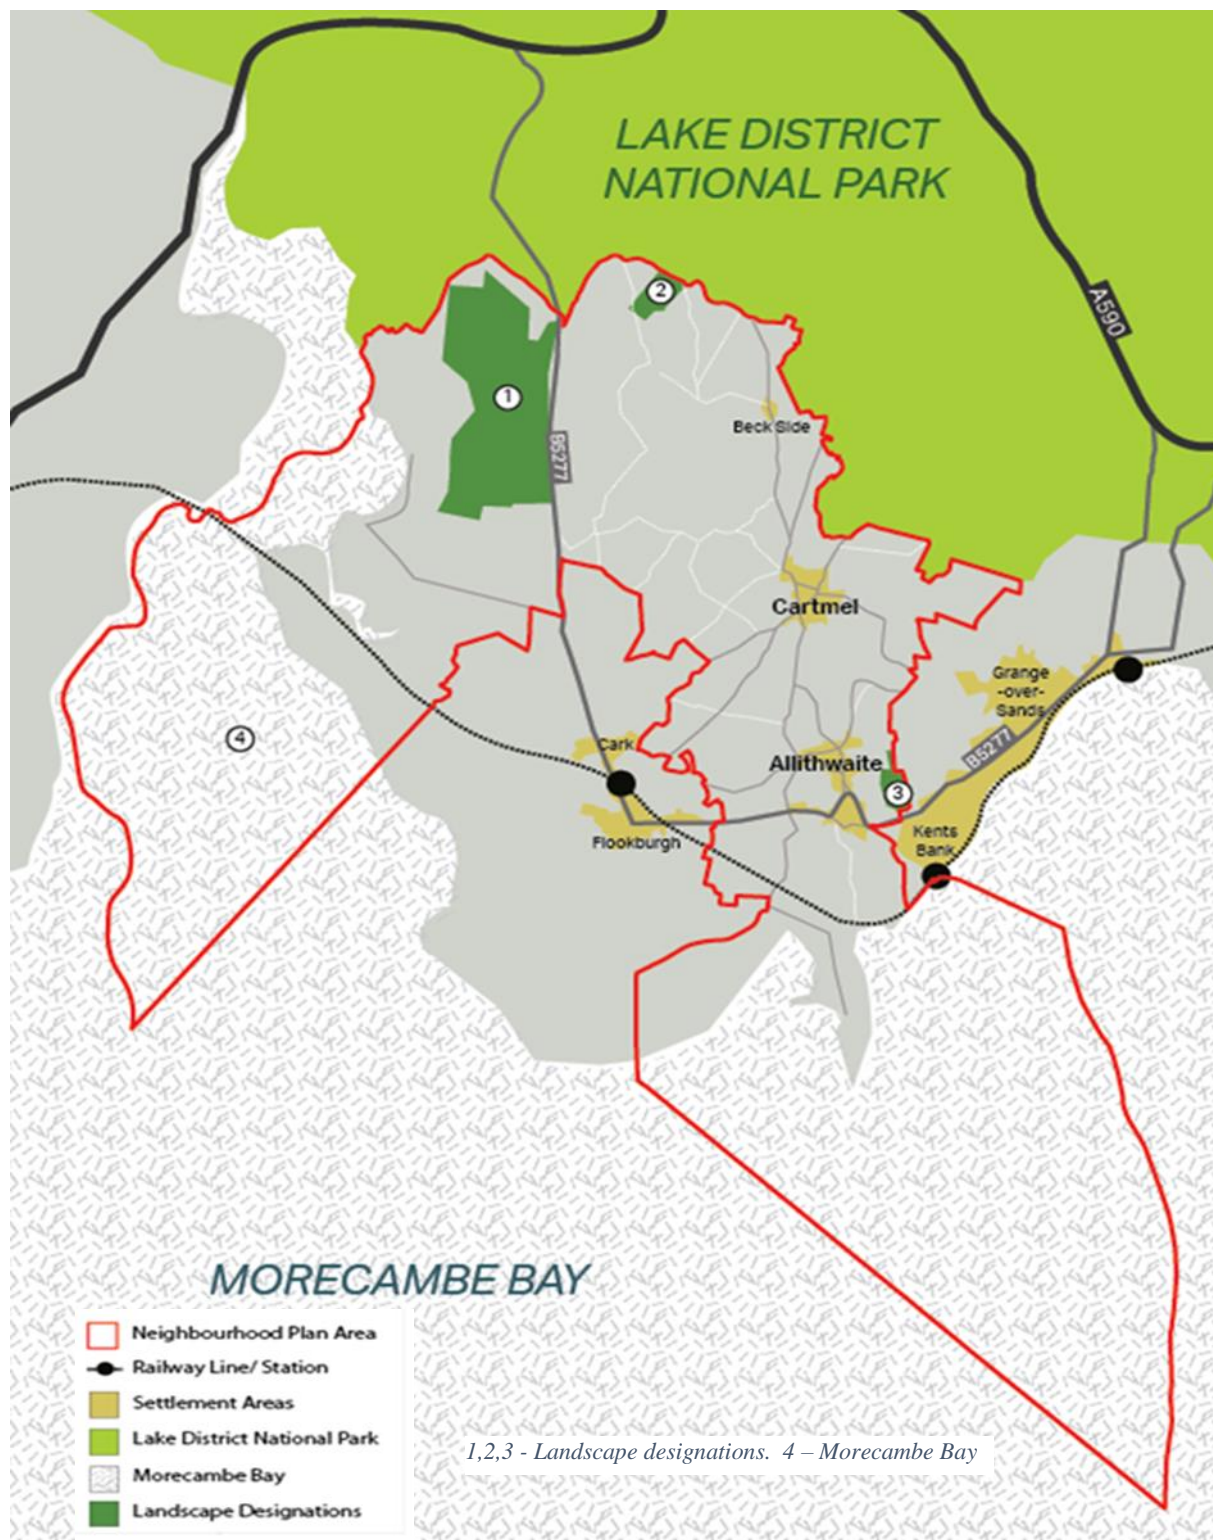 LAKE DISTRICT
NATIONAL PARK
A590
2
1
Beck Side
B5277
Cartmel
Grange
-over-
Sands
4
Cark
Allithwaite
B5277
3
Flookburgh
Kents
Bank
MORECAMBE BAY
Neighbourhood Plan Area
Railway Line/ Station
Settlement Areas
Lake District National Park
Morecambe Bay
Landscape Designations
1,2,3 - Landscape designations. 4 – Morecambe Bay